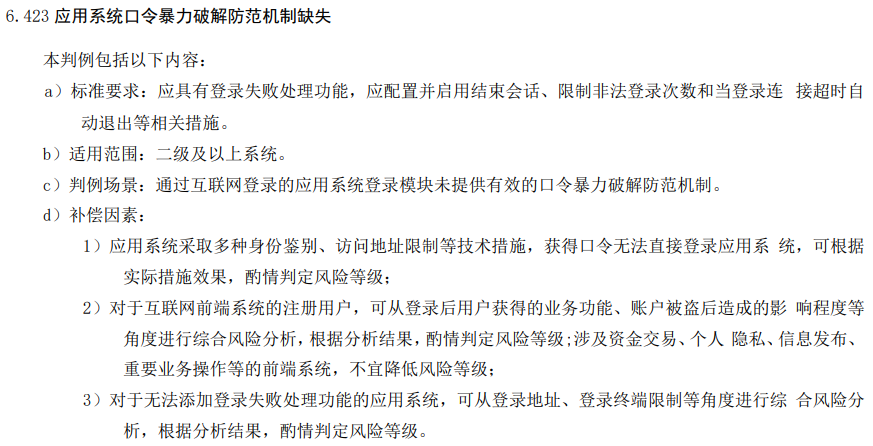 6.423 应用系统口令暴力破解防范机制缺失
本判例包括以下内容：
a）标准要求：应具有登录失败处理功能，应配置并启用结束会话、限制非法登录次数和当登录连 接超时自
动退出等相关措施。
b）适用范围：二级及以上系统。
c）判例场景：通过互联网登录的应用系统登录模块未提供有效的口令暴力破解防范机制。
d）补偿因素：
1）应用系统采取多种身份鉴别、访问地址限制等技术措施，获得口令无法直接登录应用系 统，可根据
实际措施效果，酌情判定风险等级；
2）对于互联网前端系统的注册用户，可从登录后用户获得的业务功能、账户被盗后造成的影 响程度等
角度进行综合风险分析，根据分析结果，酌情判定风险等级；涉及资金交易、个人 隐私、信息发布、
重要业务操作等的前端系统，不宜降低风险等级；
3）对于无法添加登录失败处理功能的应用系统，可从登录地址、登录终端限制等角度进行综 合风险分
析，根据分析结果，酌情判定风险等级。